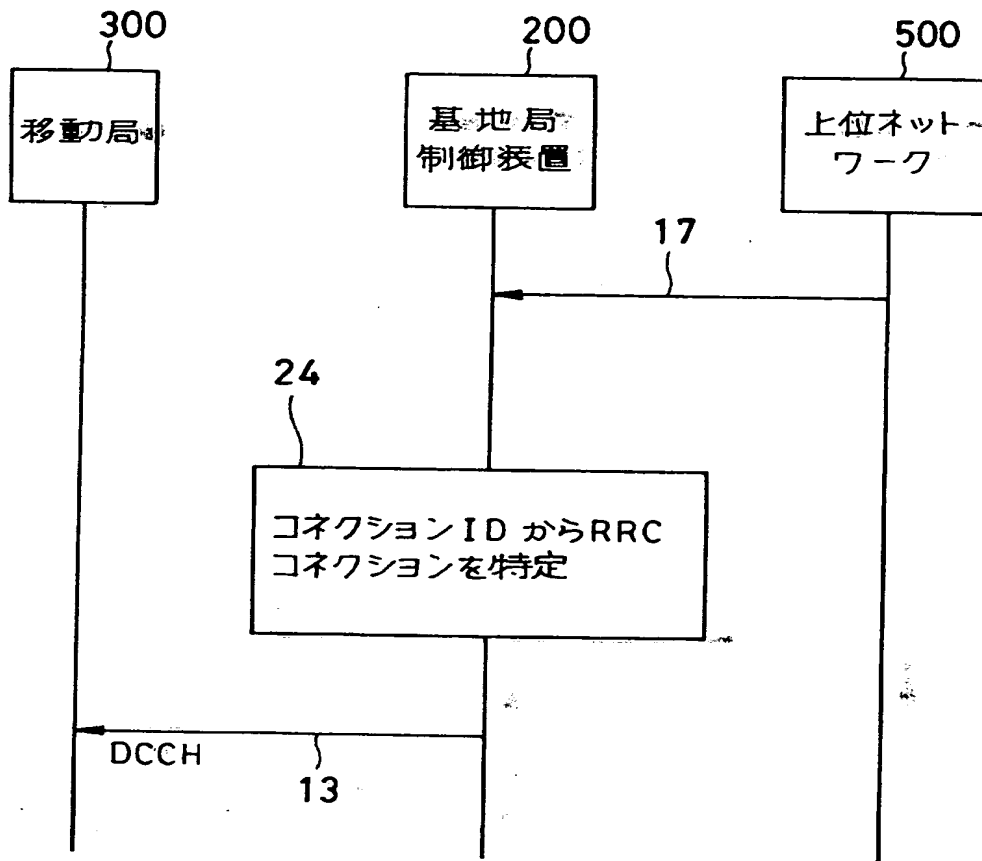 300
200
500
移動局
基地局
制御装置
上位ネット
ワーク
17
24
コネクションIDからRRC
コネクションを特定
DCCH
13